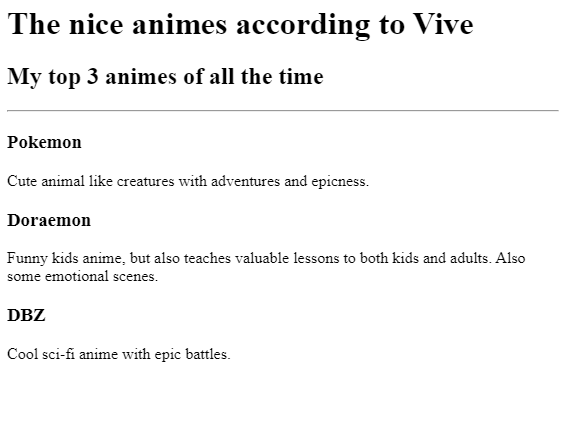 The nice animes according to Vive
My top 3 animes of all the time
Pokemon
Cute animal like creatures with adventures and epicness.
Doraemon
Funny kids anime, but also teaches valuable lessons to both kids and adults. Also
some emotional scenes.
DBZ
Cool sci-fi anime with epic battles.